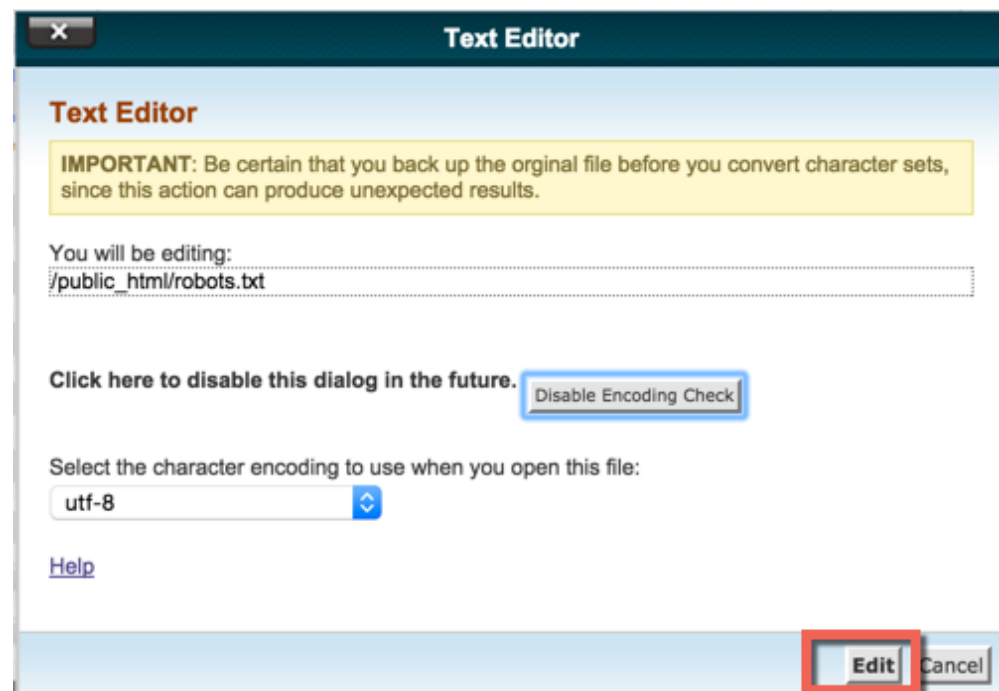 Text Editor
Text Editor
IMPORTANT: Be certain that you back up the orginal file before you convert character sets,
since this action can produce unexpected results.
You will be editing:
/public_html/robots.txt
Click here to disable this dialog in the future. Disable Encoding Check
Select the character encoding to use when you open this file:
utf-8
Help
Edit Cancel